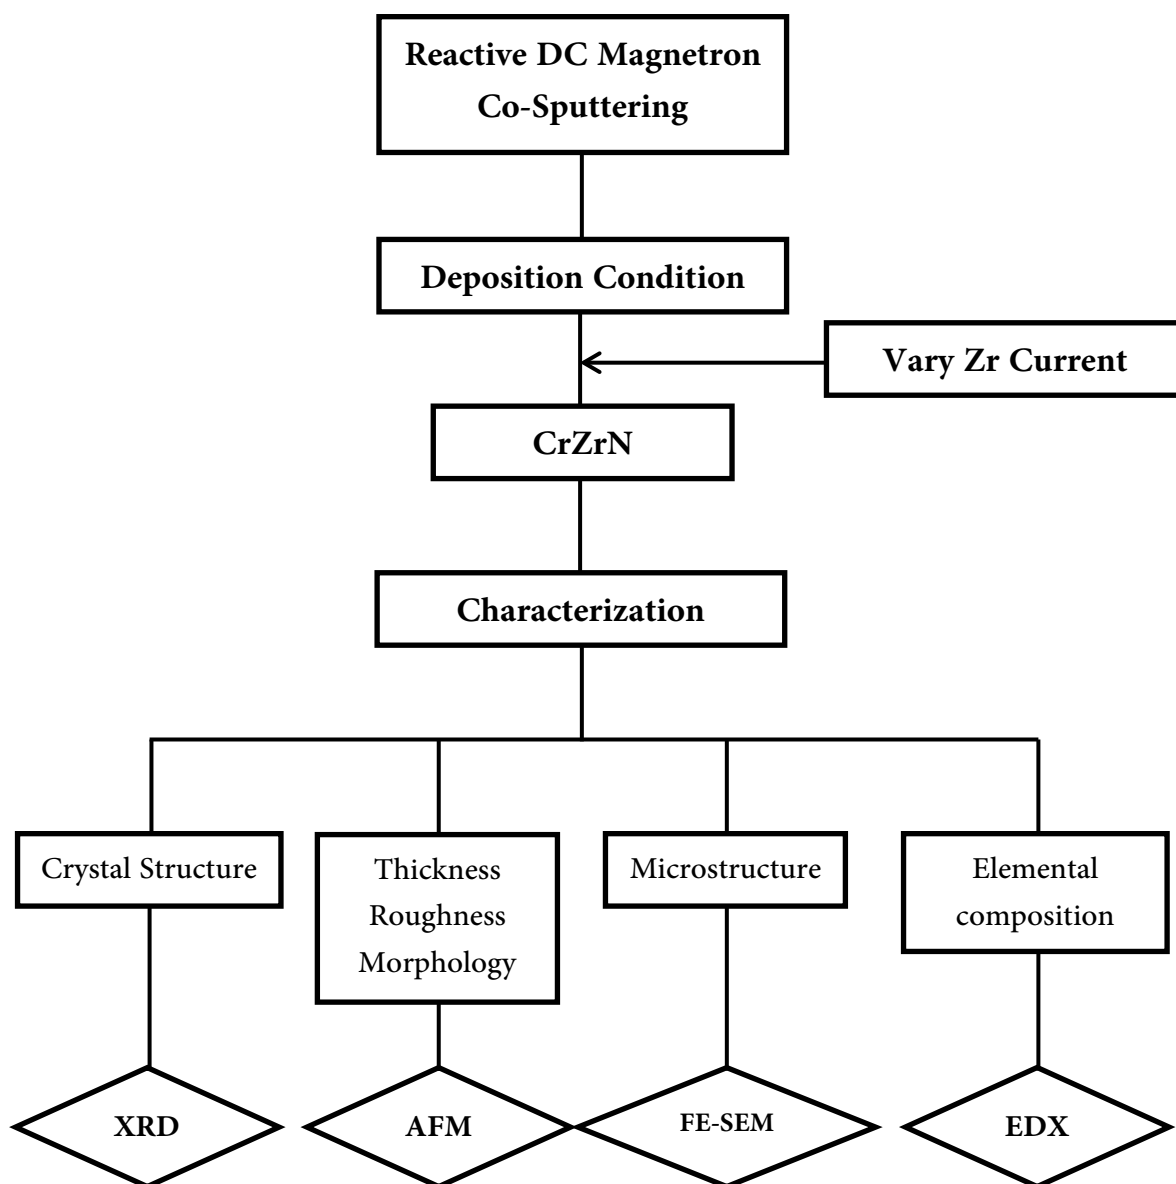 Reactive DC Magnetron
Co-Sputtering
Deposition Condition
Vary Zr Current
CrZrN
Characterization
Crystal Structure
Thickness
Roughness
Morphology
Microstructure
Elemental
composition
XRD
AFM
FE-SEM
EDX